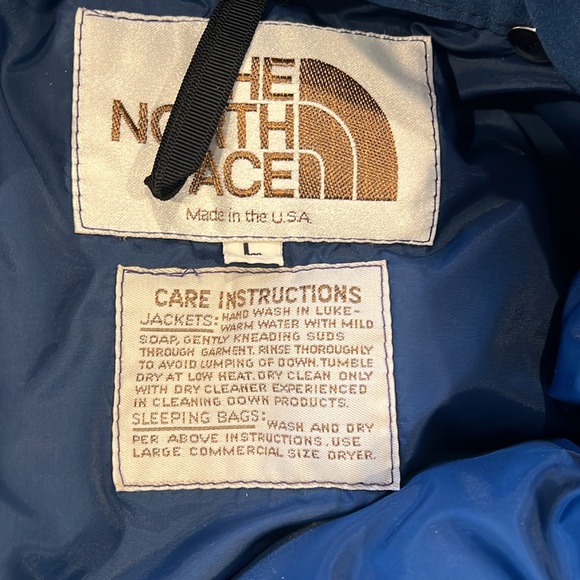 THE
NORTH
FACE
Made in the U.S.A.
L
CARE INSTRUCTIONS
JACKETS: HAND WASH IN LUKE-
WARM WATER WITH MILD
SOAP, GENTLY KNEADING SUDS
THROUGH GARMENT. RINSE THOROUGHLY
TO AVOID LUMPING OF DOWN. TUMBLE
DRY AT LOW HEAT. DRY CLEAN ONLY
WITH DRY CLEANER EXPERIENCED
IN CLEANING DOWN PRODUCTS.
SLEEPING BAGS: WASH AND DRY
PER ABOVE INSTRUCTIONS. USE
LARGE COMMERCIAL SIZE DRYER.